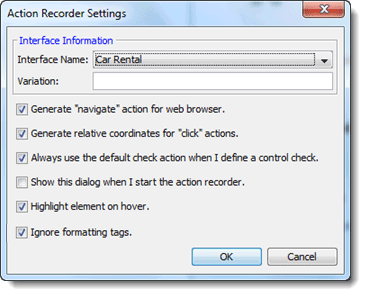 Action Recorder Settings
Interface Information
Interface Name: Car Rental
Variation:
Generate "navigate" action for web browser.
Generate relative coordinates for "click" actions.
Always use the default check action when I define a control check.
Show this dialog when I start the action recorder.
Highlight element on hover.
Ignore formatting tags.
OK Cancel